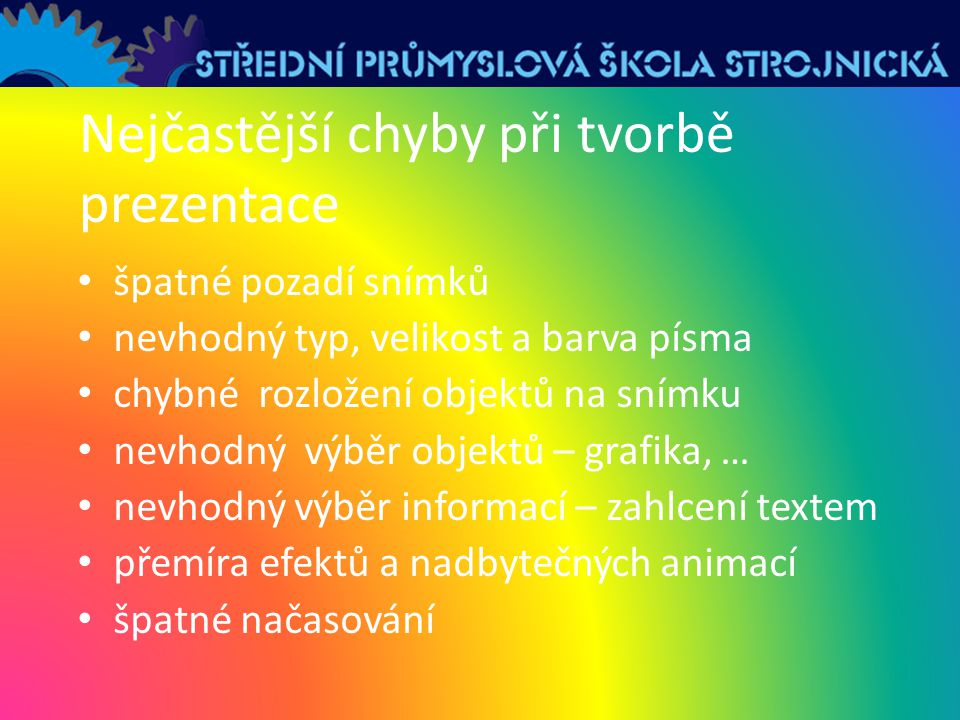 STŘEDNÍ PRŮMYSLOVÁ ŠKOLA STROJNICKÁ
Nejčastější chyby při tvorbě
prezentace
• špatné pozadí snímků
• nevhodný typ, velikost a barva písma
• chybné  rozložení objektů na snímku
• nevhodný  výběr objektů – grafika, …
• nevhodný výběr informací – zahlcení textem
• přemíra efektů a nadbytečných animací
• špatné načasování